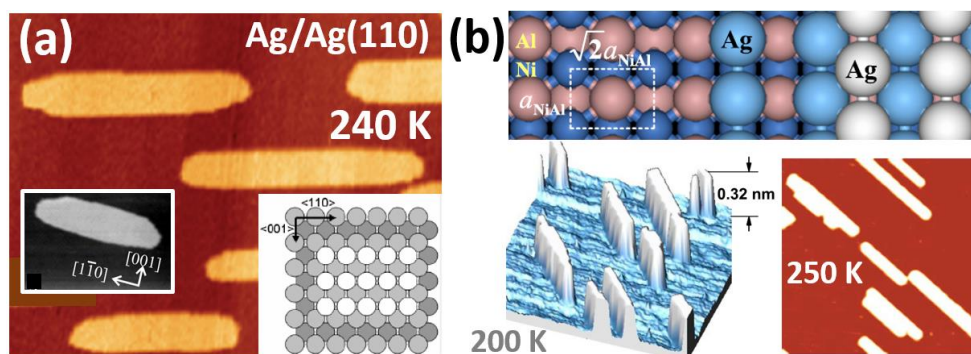 (a)
Ag/Ag(110)
240 K
[11̄0]
[001]
<110>
<001>
(b)
Al
Ni
√2a_NiAl
a_NiAl
Ag
Ag
0.32 nm
200 K
250 K